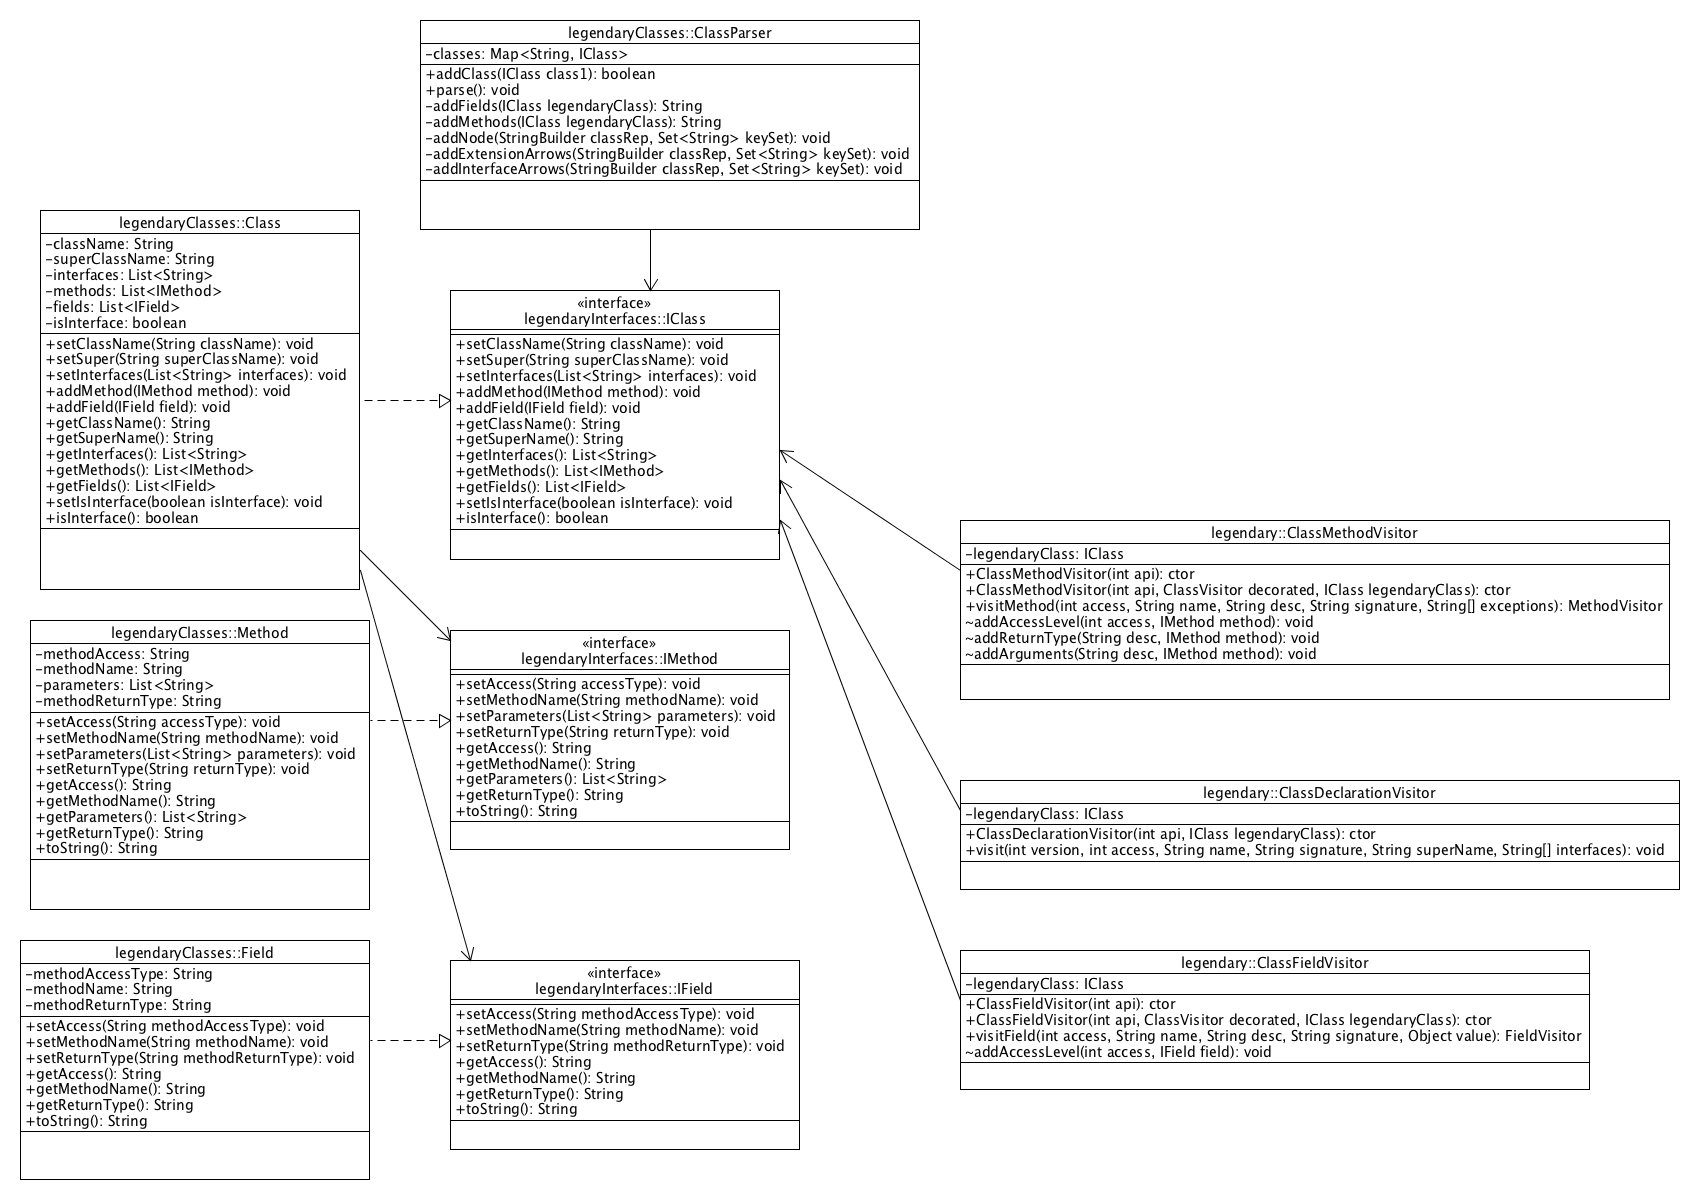 legendaryClasses::ClassParser
-classes: Map<String, IClass>
+addClass(IClass class1): boolean
+parse(): void
-addFields(IClass legendaryClass): String
-addMethods(IClass legendaryClass): String
-addNode(StringBuilder classRep, Set<String> keySet): void
-addExtensionArrows(StringBuilder classRep, Set<String> keySet): void
-addInterfaceArrows(StringBuilder classRep, Set<String> keySet): void
legendaryClasses::Class
-className: String
-superClassName: String
-interfaces: List<String>
-methods: List<IMethod>
-fields: List<IField>
-isInterface: boolean
+setClassName(String className): void
+setSuper(String superClassName): void
+setInterfaces(List<String> interfaces): void
+addMethod(IMethod method): void
+addField(IField field): void
+getClassName(): String
+getSuperName(): String
+getInterfaces(): List<String>
+getMethods(): List<IMethod>
+getFields(): List<IField>
+setIsInterface(boolean isInterface): void
+isInterface(): boolean
«interface»
legendaryInterfaces::IClass
+setClassName(String className): void
+setSuper(String superClassName): void
+setInterfaces(List<String> interfaces): void
+addMethod(IMethod method): void
+addField(IField field): void
+getClassName(): String
+getSuperName(): String
+getInterfaces(): List<String>
+getMethods(): List<IMethod>
+getFields(): List<IField>
+setIsInterface(boolean isInterface): void
+isInterface(): boolean
legendary::ClassMethodVisitor
-legendaryClass: IClass
+ClassMethodVisitor(int api): ctor
+ClassMethodVisitor(int api, ClassVisitor decorated, IClass legendaryClass): ctor
+visitMethod(int access, String name, String desc, String signature, String[] exceptions): MethodVisitor
~addAccessLevel(int access, IMethod method): void
~addReturnType(String desc, IMethod method): void
~addArguments(String desc, IMethod method): void
legendaryClasses::Method
-methodAccess: String
-methodName: String
-parameters: List<String>
-methodReturnType: String
+setAccess(String accessType): void
+setMethodName(String methodName): void
+setParameters(List<String> parameters): void
+setReturnType(String returnType): void
+getAccess(): String
+getMethodName(): String
+getParameters(): List<String>
+getReturnType(): String
+toString(): String
«interface»
legendaryInterfaces::IMethod
+setAccess(String accessType): void
+setMethodName(String methodName): void
+setParameters(List<String> parameters): void
+setReturnType(String returnType): void
+getAccess(): String
+getMethodName(): String
+getParameters(): List<String>
+getReturnType(): String
+toString(): String
legendary::ClassDeclarationVisitor
-legendaryClass: IClass
+ClassDeclarationVisitor(int api, IClass legendaryClass): ctor
+visit(int version, int access, String name, String signature, String superName, String[] interfaces): void
legendaryClasses::Field
-methodAccessType: String
-methodName: String
-methodReturnType: String
+setAccess(String methodAccessType): void
+setMethodName(String methodName): void
+setReturnType(String methodReturnType): void
+getAccess(): String
+getMethodName(): String
+getReturnType(): String
+toString(): String
«interface»
legendaryInterfaces::IField
+setAccess(String methodAccessType): void
+setMethodName(String methodName): void
+setReturnType(String methodReturnType): void
+getAccess(): String
+getMethodName(): String
+getReturnType(): String
+toString(): String
legendary::ClassFieldVisitor
-legendaryClass: IClass
+ClassFieldVisitor(int api): ctor
+ClassFieldVisitor(int api, ClassVisitor decorated, IClass legendaryClass): ctor
+visitField(int access, String name, String desc, String signature, Object value): FieldVisitor
~addAccessLevel(int access, IField field): void